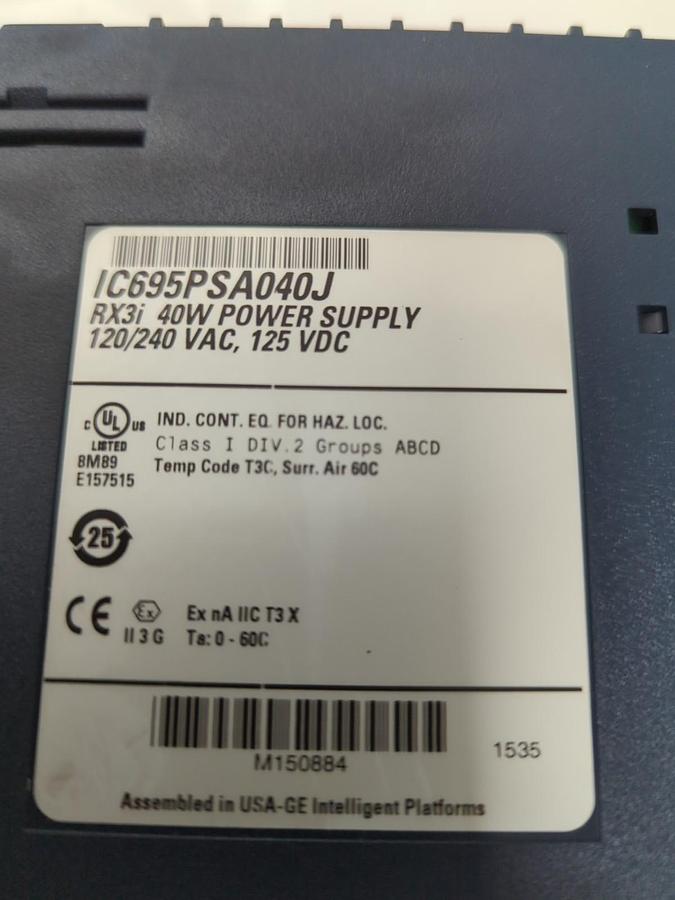 IC695PSA040J
RX3i 40W POWER SUPPLY
120/240 VAC, 125 VDC
C UL US
LISTED
8M89
E157515
IND. CONT. EQ. FOR HAZ. LOC.
Class I DIV.2 Groups ABCD
Temp Code T3C, Surr. Air 60C
25
CE Ex
II 3 G
Ex nA IIC T3 X
Ta: 0 - 60C
M150884
1535
Assembled in USA-GE Intelligent Platforms